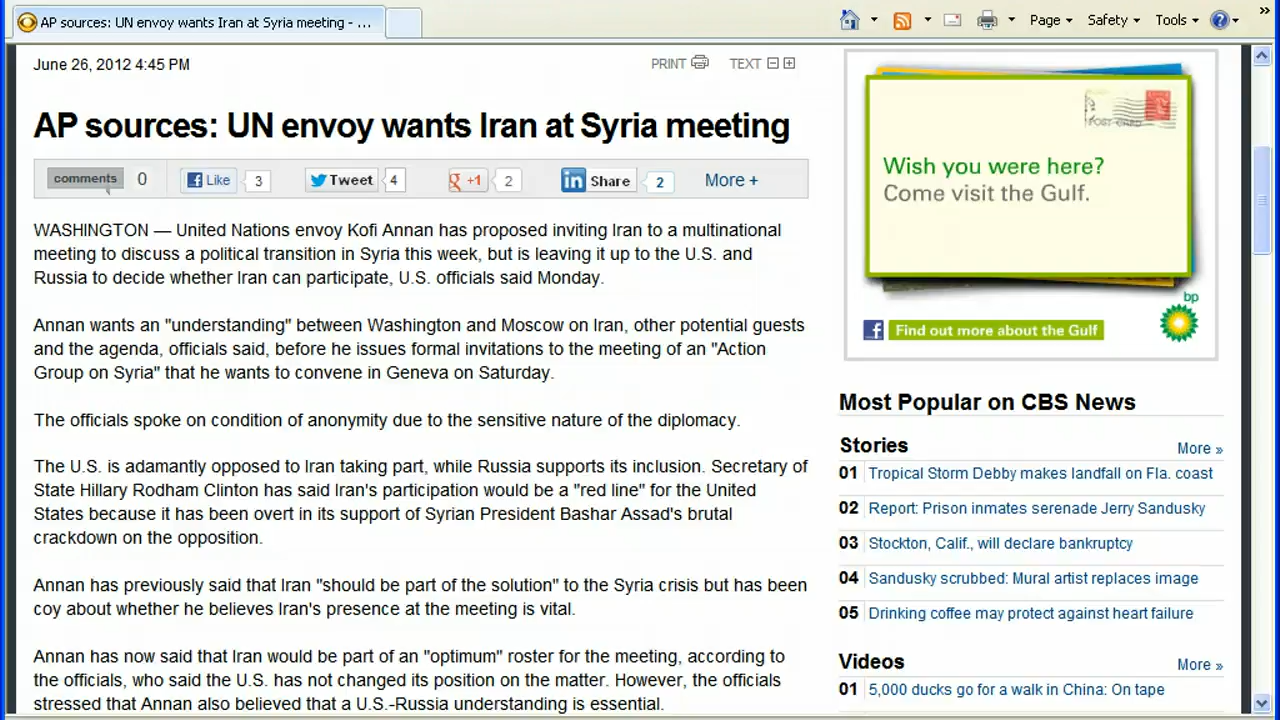 AP sources: UN envoy wants Iran at Syria meeting - ...
Page
Safety
Tools
June 26, 2012 4:45 PM
PRINT
TEXT
AP sources: UN envoy wants Iran at Syria meeting
comments 0
Like 3
Tweet 4
g +1 2
in Share 2
More +
WASHINGTON — United Nations envoy Kofi Annan has proposed inviting Iran to a multinational
meeting to discuss a political transition in Syria this week, but is leaving it up to the U.S. and
Russia to decide whether Iran can participate, U.S. officials said Monday.
Annan wants an "understanding" between Washington and Moscow on Iran, other potential guests
and the agenda, officials said, before he issues formal invitations to the meeting of an "Action
Group on Syria" that he wants to convene in Geneva on Saturday.
The officials spoke on condition of anonymity due to the sensitive nature of the diplomacy.
The U.S. is adamantly opposed to Iran taking part, while Russia supports its inclusion. Secretary of
State Hillary Rodham Clinton has said Iran's participation would be a "red line" for the United
States because it has been overt in its support of Syrian President Bashar Assad's brutal
crackdown on the opposition.
Annan has previously said that Iran "should be part of the solution" to the Syria crisis but has been
coy about whether he believes Iran's presence at the meeting is vital.
Annan has now said that Iran would be part of an "optimum" roster for the meeting, according to
the officials, who said the U.S. has not changed its position on the matter. However, the officials
stressed that Annan also believed that a U.S.-Russia understanding is essential.
POST CARD
Wish you were here?
Come visit the Gulf.
bp
f Find out more about the Gulf
Most Popular on CBS News
Stories
More »
01 Tropical Storm Debby makes landfall on Fla. coast
02 Report: Prison inmates serenade Jerry Sandusky
03 Stockton, Calif., will declare bankruptcy
04 Sandusky scrubbed: Mural artist replaces image
05 Drinking coffee may protect against heart failure
Videos
More »
01 5,000 ducks go for a walk in China: On tape